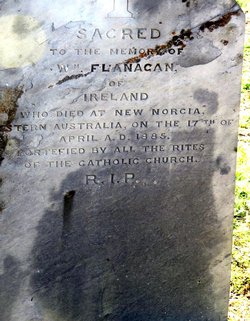 SACRED
TO THE MEMORY OF
WM FLANAGAN.
OF
IRELAND
WHO DIED AT NEW NORCIA.
STERN AUSTRALIA, ON THE 17TH OF
APRIL A.D. 1885.
FORTIFIED BY ALL THE RITES
OF THE CATHOLIC CHURCH.
R.I.P.